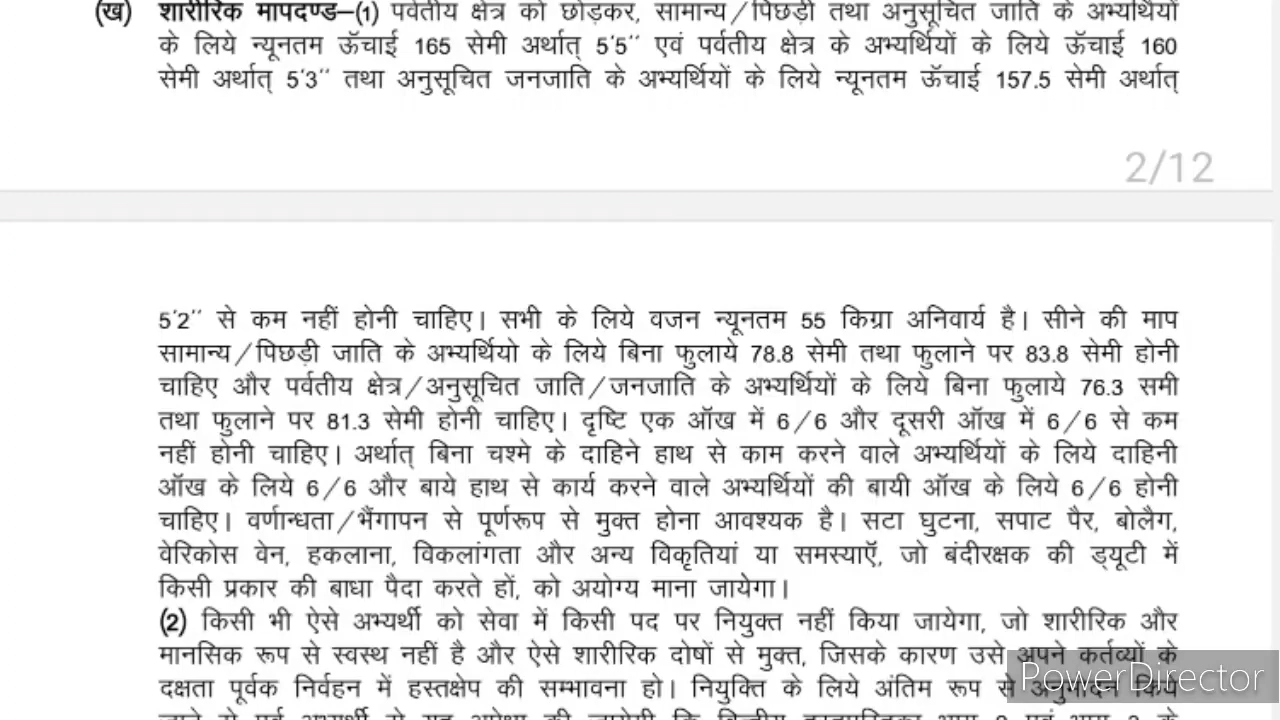 (ख) शारीरिक मापदण्ड–(1) पर्वतीय क्षेत्र को छोड़कर, सामान्य/पिछड़ी तथा अनुसूचित जाति के अभ्यर्थियों
के लिये न्यूनतम ऊॅचाई 165 सेमी अर्थात् 5'5'' एवं पर्वतीय क्षेत्र के अभ्यर्थियों के लिये ऊॅचाई 160
सेमी अर्थात् 5'3'' तथा अनुसूचित जनजाति के अभ्यर्थियों के लिये न्यूनतम ऊॅचाई 157.5 सेमी अर्थात्
2/12
5'2'' से कम नहीं होनी चाहिए। सभी के लिये वजन न्यूनतम 55 किग्रा अनिवार्य है। सीने की माप
सामान्य/पिछड़ी जाति के अभ्यर्थियो के लिये बिना फुलाये 78.8 सेमी तथा फुलाने पर 83.8 सेमी होनी
चाहिए और पर्वतीय क्षेत्र/अनुसूचित जाति/जनजाति के अभ्यर्थियों के लिये बिना फुलाये 76.3 समी
तथा फुलाने पर 81.3 सेमी होनी चाहिए। दृष्टि एक ऑख में 6/6 और दूसरी ऑख में 6/6 से कम
नहीं होनी चाहिए। अर्थात् बिना चश्मे के दाहिने हाथ से काम करने वाले अभ्यर्थियों के लिये दाहिनी
ऑख के लिये 6/6 और बाये हाथ से कार्य करने वाले अभ्यर्थियों की बायी ऑख के लिये 6/6 होनी
चाहिए। वर्णान्धता/भैंगापन से पूर्णरूप से मुक्त होना आवश्यक है। सटा घुटना, सपाट पैर, बोलैग,
वेरिकोस वेन, हकलाना, विकलांगता और अन्य विकृतियां या समस्याऍ, जो बंदीरक्षक की ड्यूटी में
किसी प्रकार की बाधा पैदा करते हों, को अयोग्य माना जायेगा।
(2) किसी भी ऐसे अभ्यर्थी को सेवा में किसी पद पर नियुक्त नहीं किया जायेगा, जो शारीरिक और
मानसिक रूप से स्वस्थ नहीं है और ऐसे शारीरिक दोषों से मुक्त, जिसके कारण उसे अपने कर्तव्यों के
दक्षता पूर्वक निर्वहन में हस्तक्षेप की सम्भावना हो। नियुक्ति के लिये अंतिम रूप से अनुमोदन किये
PowerDirector